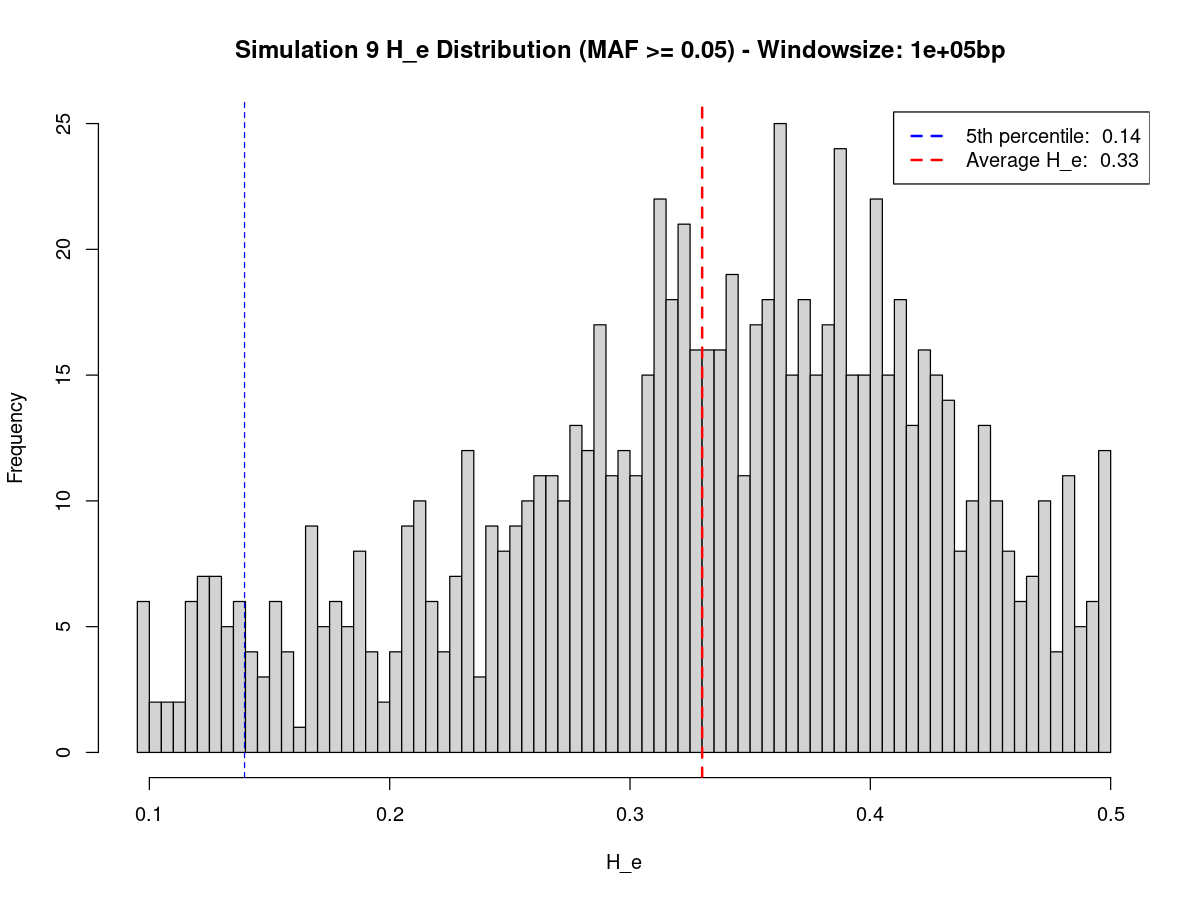 Simulation 9 H_e Distribution (MAF >= 0.05) - Windowsize: 1e+05bp
5th percentile:  0.14
Average H_e:  0.33
Frequency
25
20
15
10
5
0
0.1
0.2
0.3
0.4
0.5
H_e